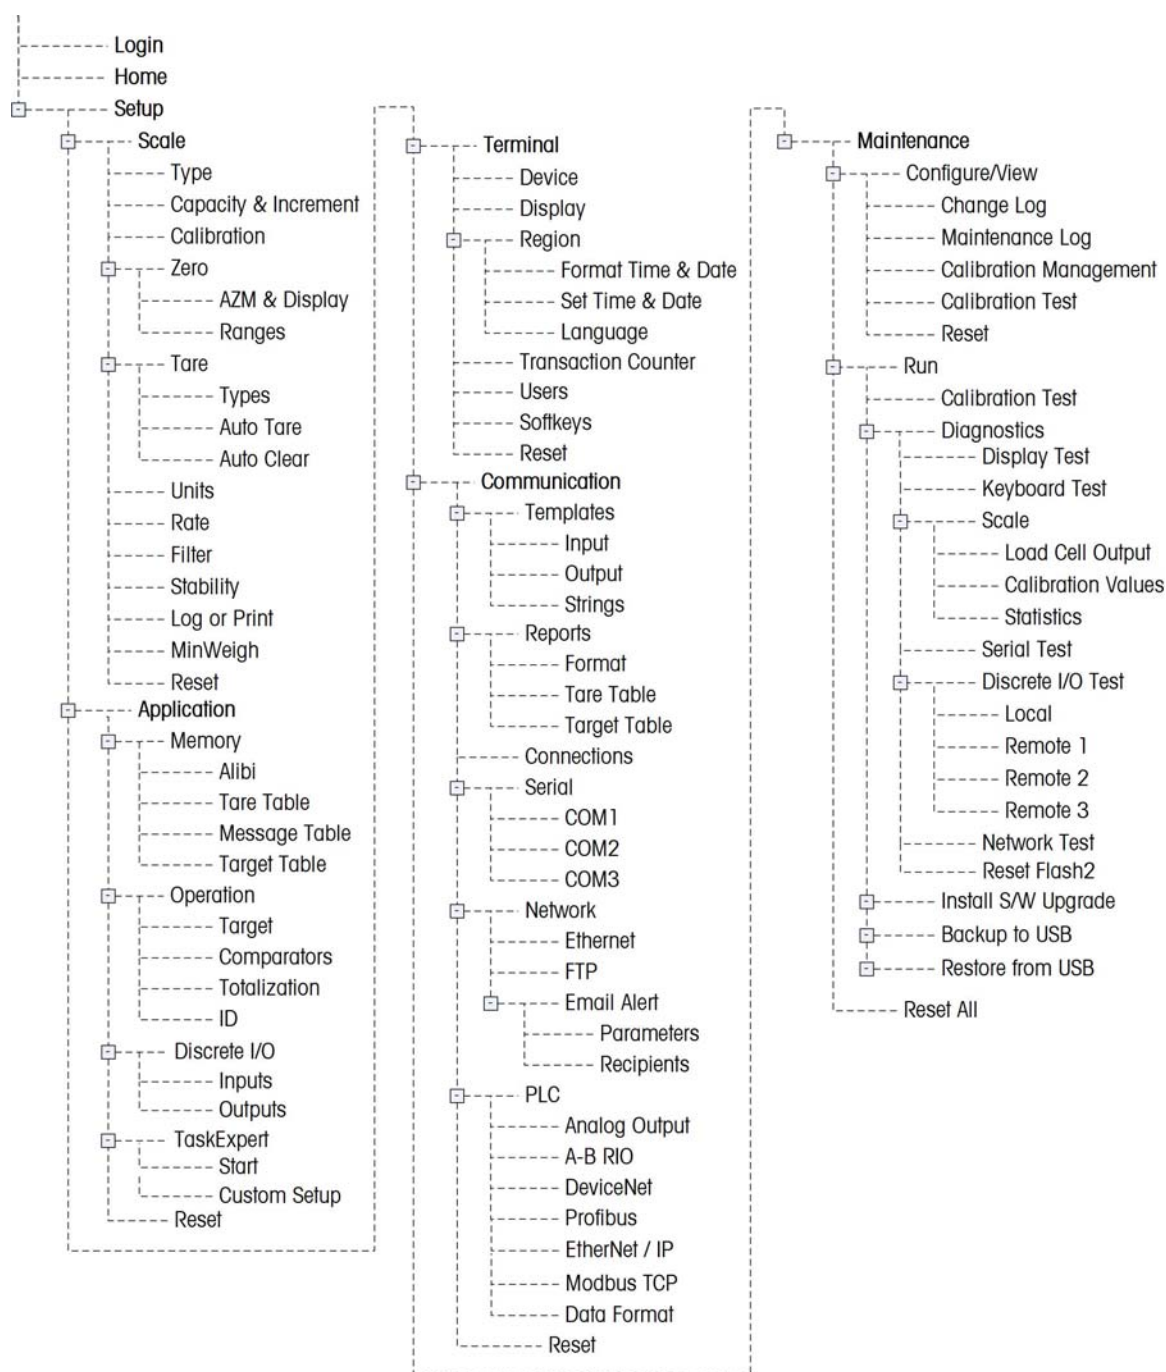 Login
Home
Setup
Scale
Type
Capacity & Increment
Calibration
Zero
AZM & Display
Ranges
Tare
Types
Auto Tare
Auto Clear
Units
Rate
Filter
Stability
Log or Print
MinWeigh
Reset
Application
Memory
Alibi
Tare Table
Message Table
Target Table
Operation
Target
Comparators
Totalization
ID
Discrete I/O
Inputs
Outputs
TaskExpert
Start
Custom Setup
Reset
Terminal
Device
Display
Region
Format Time & Date
Set Time & Date
Language
Transaction Counter
Users
Softkeys
Reset
Communication
Templates
Input
Output
Strings
Reports
Format
Tare Table
Target Table
Connections
Serial
COM1
COM2
COM3
Network
Ethernet
FTP
Email Alert
Parameters
Recipients
PLC
Analog Output
A-B RIO
DeviceNet
Profibus
EtherNet / IP
Modbus TCP
Data Format
Reset
Maintenance
Configure/View
Change Log
Maintenance Log
Calibration Management
Calibration Test
Reset
Run
Calibration Test
Diagnostics
Display Test
Keyboard Test
Scale
Load Cell Output
Calibration Values
Statistics
Serial Test
Discrete I/O Test
Local
Remote 1
Remote 2
Remote 3
Network Test
Reset Flash2
Install S/W Upgrade
Backup to USB
Restore from USB
Reset All